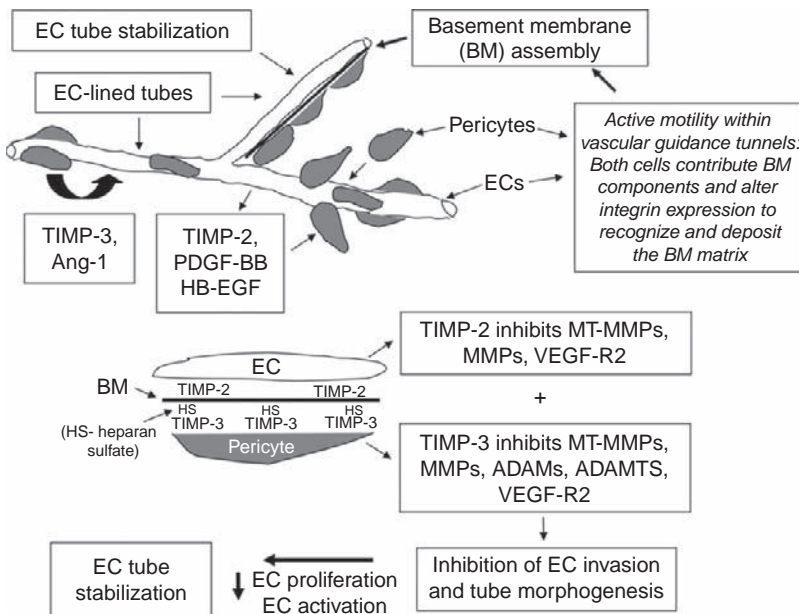 EC tube stabilization
Basement membrane
(BM) assembly
EC-lined tubes
Pericytes
ECs
Active motility within
vascular guidance tunnels:
Both cells contribute BM
components and alter
integrin expression to
recognize and deposit
the BM matrix
TIMP-3,
Ang-1
TIMP-2,
PDGF-BB
HB-EGF
EC
BM
TIMP-2 TIMP-2
HS HS HS
TIMP-3 TIMP-3 TIMP-3
(HS- heparan
sulfate)
Pericyte
TIMP-2 inhibits MT-MMPs,
MMPs, VEGF-R2
+
TIMP-3 inhibits MT-MMPs,
MMPs, ADAMs, ADAMTS,
VEGF-R2
Inhibition of EC invasion
and tube morphogenesis
EC proliferation
EC activation
EC tube
stabilization